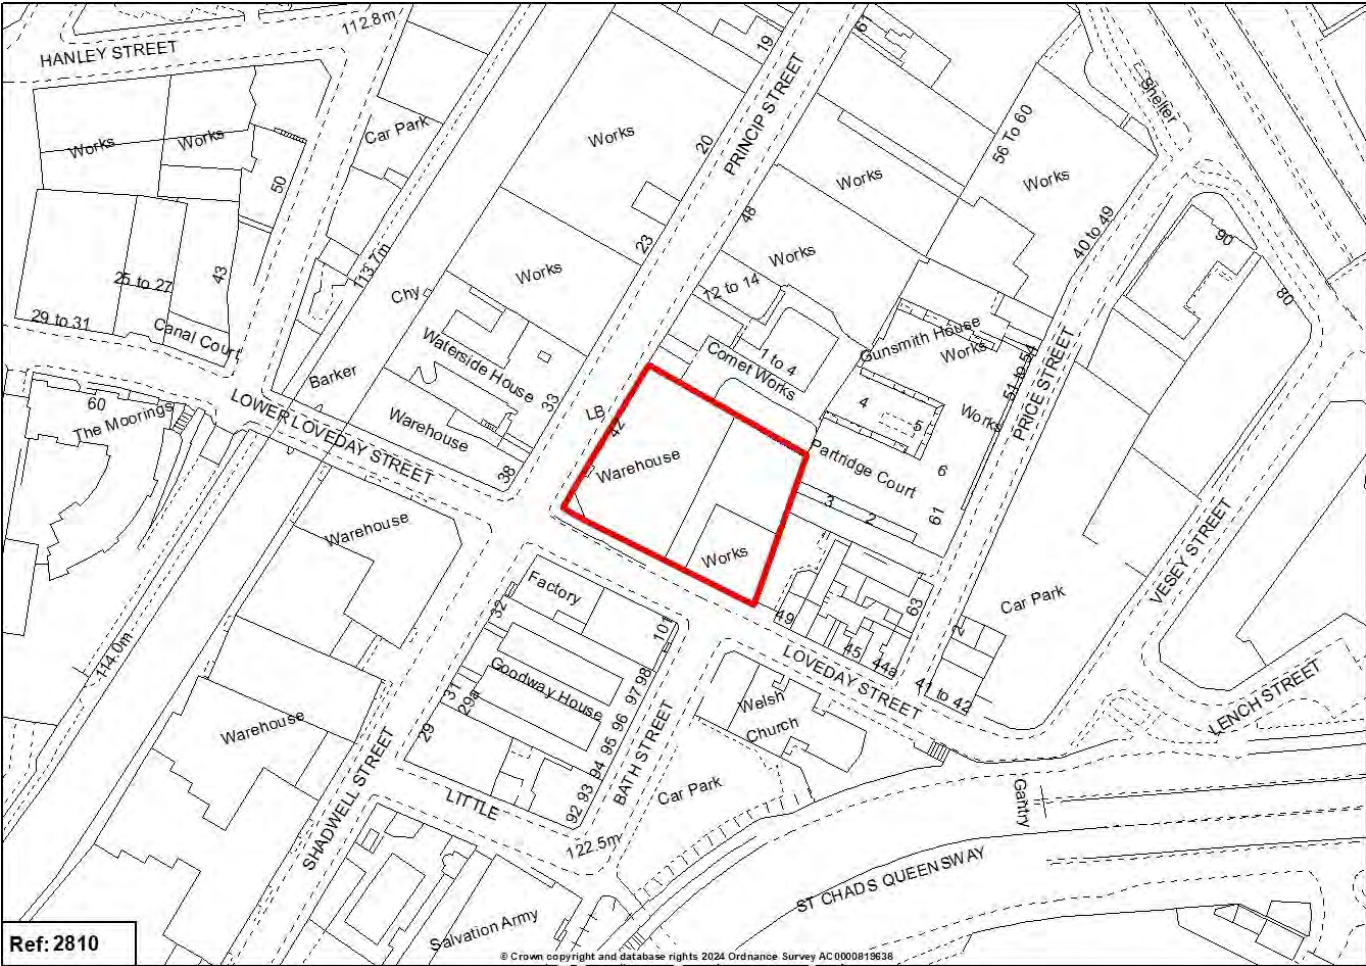 HANLEY STREET
112.8m
Works
Works
Car Park
50
25 to 27
43
29 to 31
Canal Court
113.7m
Chy
Barker
60
The Moorings
LOWER LOVEDAY STREET
Waterside House
Warehouse
33
38
Works
Works
19
20
23
PRINCIP STREET
61
48
Works
Works
12 to 14
56 To 60
Works
Shelter
40 to 49
90
80
Gunsmith House
Works
51 to 54
PRICE STREET
Works
1 to 4
Comet Works
4
5
6
Partridge Court
3
2
61
LB
42
Warehouse
Works
49
45
44a
63
2
41 to 42
LOVEDAY STREET
Car Park
VESEY STREET
LENCH STREET
Warehouse
114.0m
Warehouse
SHADWELL STREET
Factory
32
101
Goodway House
31
29a
29
98
97
96
95
94
93
92
BATH STREET
LITTLE
122.5m
Welsh
Church
Car Park
Gantry
ST CHADS QUEENSWAY
Salvation Army
Ref: 2810
© Crown copyright and database rights 2024 Ordnance Survey AC0000819638